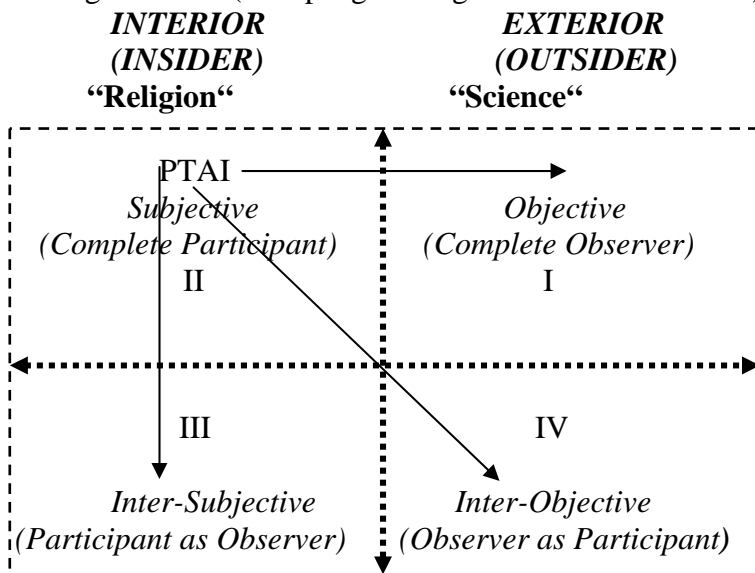 INTERIOR EXTERIOR
(INSIDER) (OUTSIDER)
“Religion“ “Science“
PTAI
Subjective Objective
(Complete Participant) (Complete Observer)
II I
III IV
Inter-Subjective Inter-Objective
(Participant as Observer) (Observer as Participant)